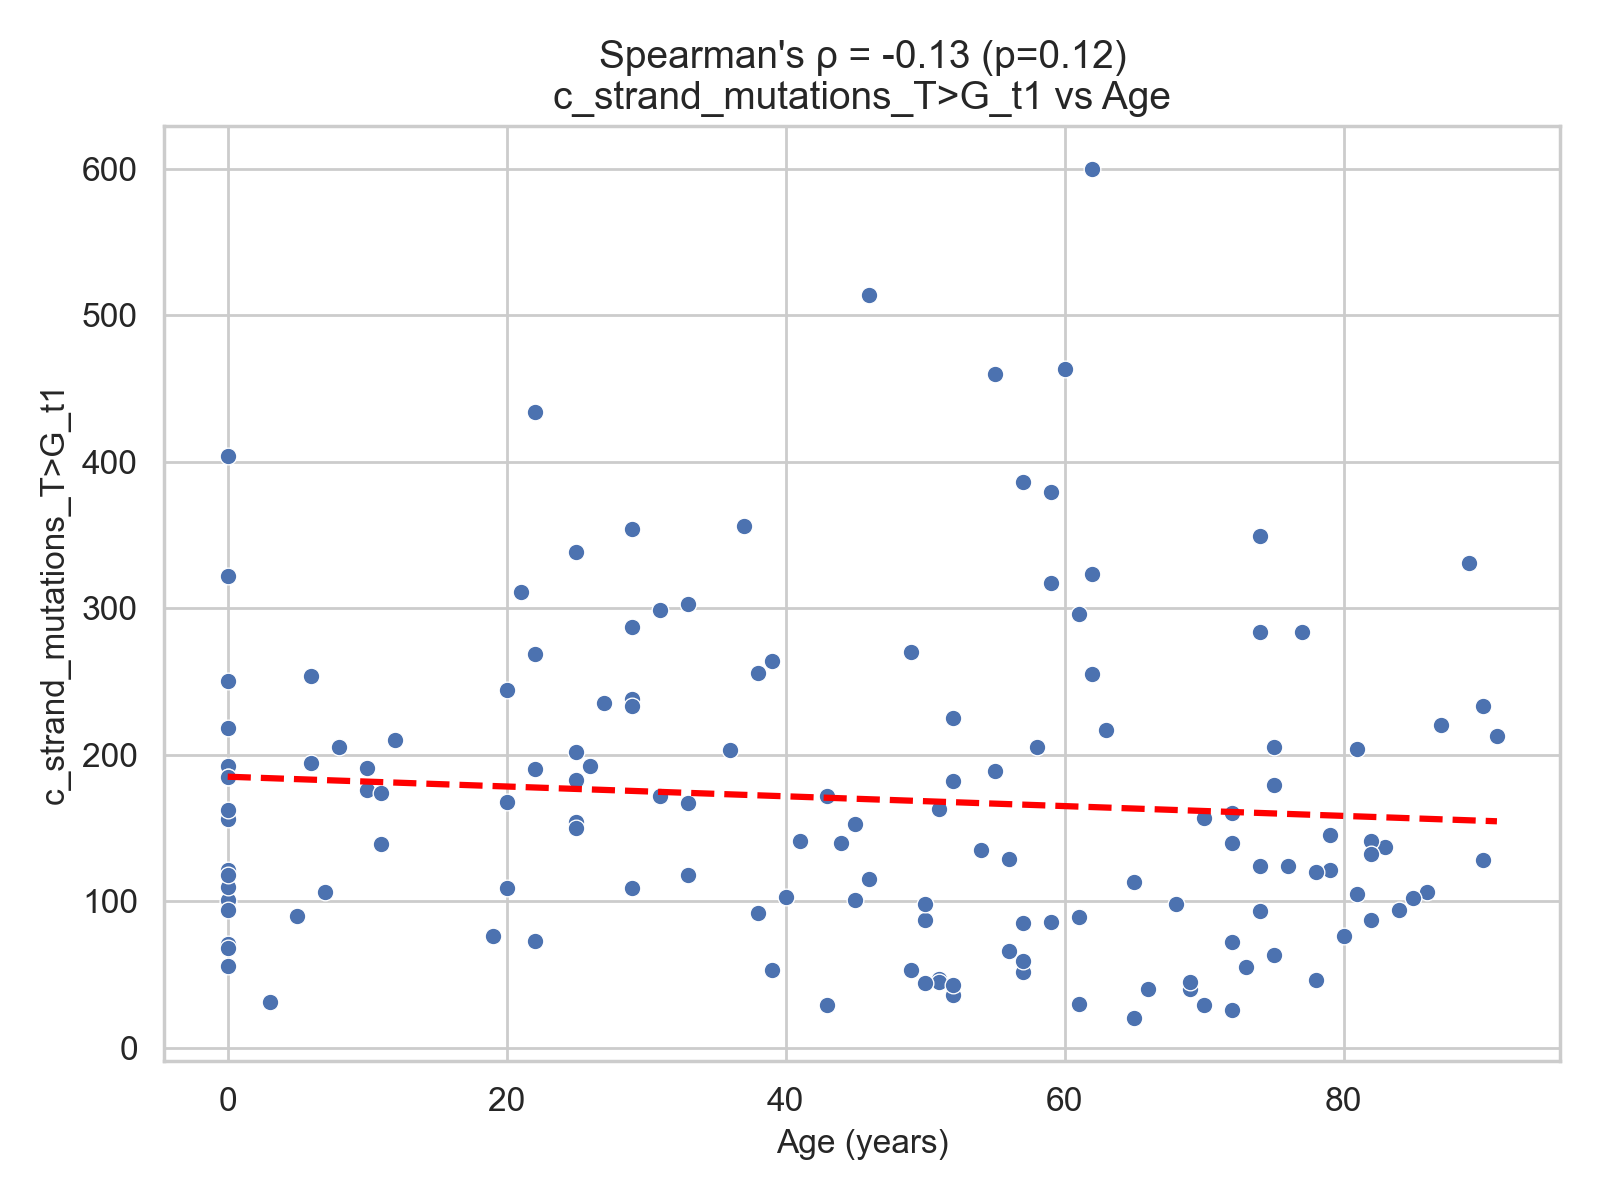 Spearman's ρ = -0.13 (p=0.12)
c_strand_mutations_T>G_t1 vs Age
c_strand_mutations_T>G_t1
600
500
400
300
200
100
0
0 20 40 60 80
Age (years)